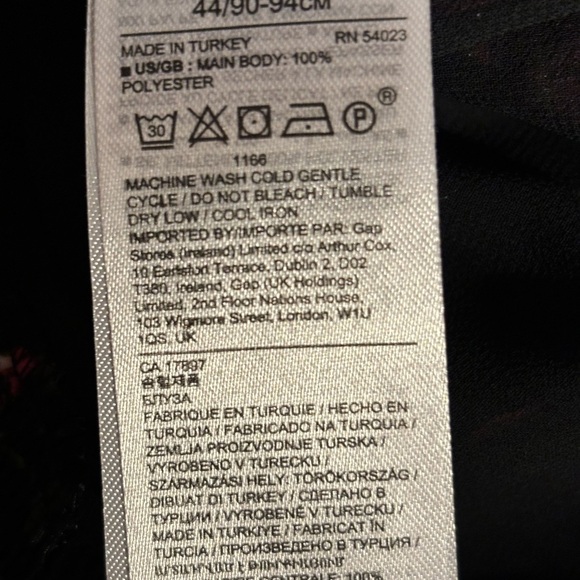 44/90-94CM
MADE IN TURKEY RN 54023
■ US/GB : MAIN BODY: 100%
POLYESTER
30 P ®
1166
MACHINE WASH COLD GENTLE
CYCLE / DO NOT BLEACH / TUMBLE
DRY LOW / COOL IRON
IMPORTED BY/IMPORTE PAR: Gap
Stores (Ireland) Limited c/o Arthur Cox,
10 Earlsfort Terrace, Dublin 2, D02
T380, Ireland, Gap (UK Holdings)
Limited, 2nd Floor Nations House,
103 Wigmore Street, London, W1U
1QS, UK
CA 17897
БЛУЗА
FABRIQUÉ EN TURQUIE / HECHO EN
TURQUIA / FABRICADO NA TURQUIA /
ZEMLJA PROIZVODNJE TURSKA /
VYROBENO V TURECKU /
SZÁRMAZÁSI HELY: TÖRÖKORSZÁG /
DIBUAT DI TURKEY / СДЕЛАНО В
ТУРЦИИ / VYROBENÉ V TURECKU /
MADE IN TURKIYE / FABRICAT ÎN
TURCIA / ПРОИЗВЕДЕНО В ТУРЦИЯ /
100%